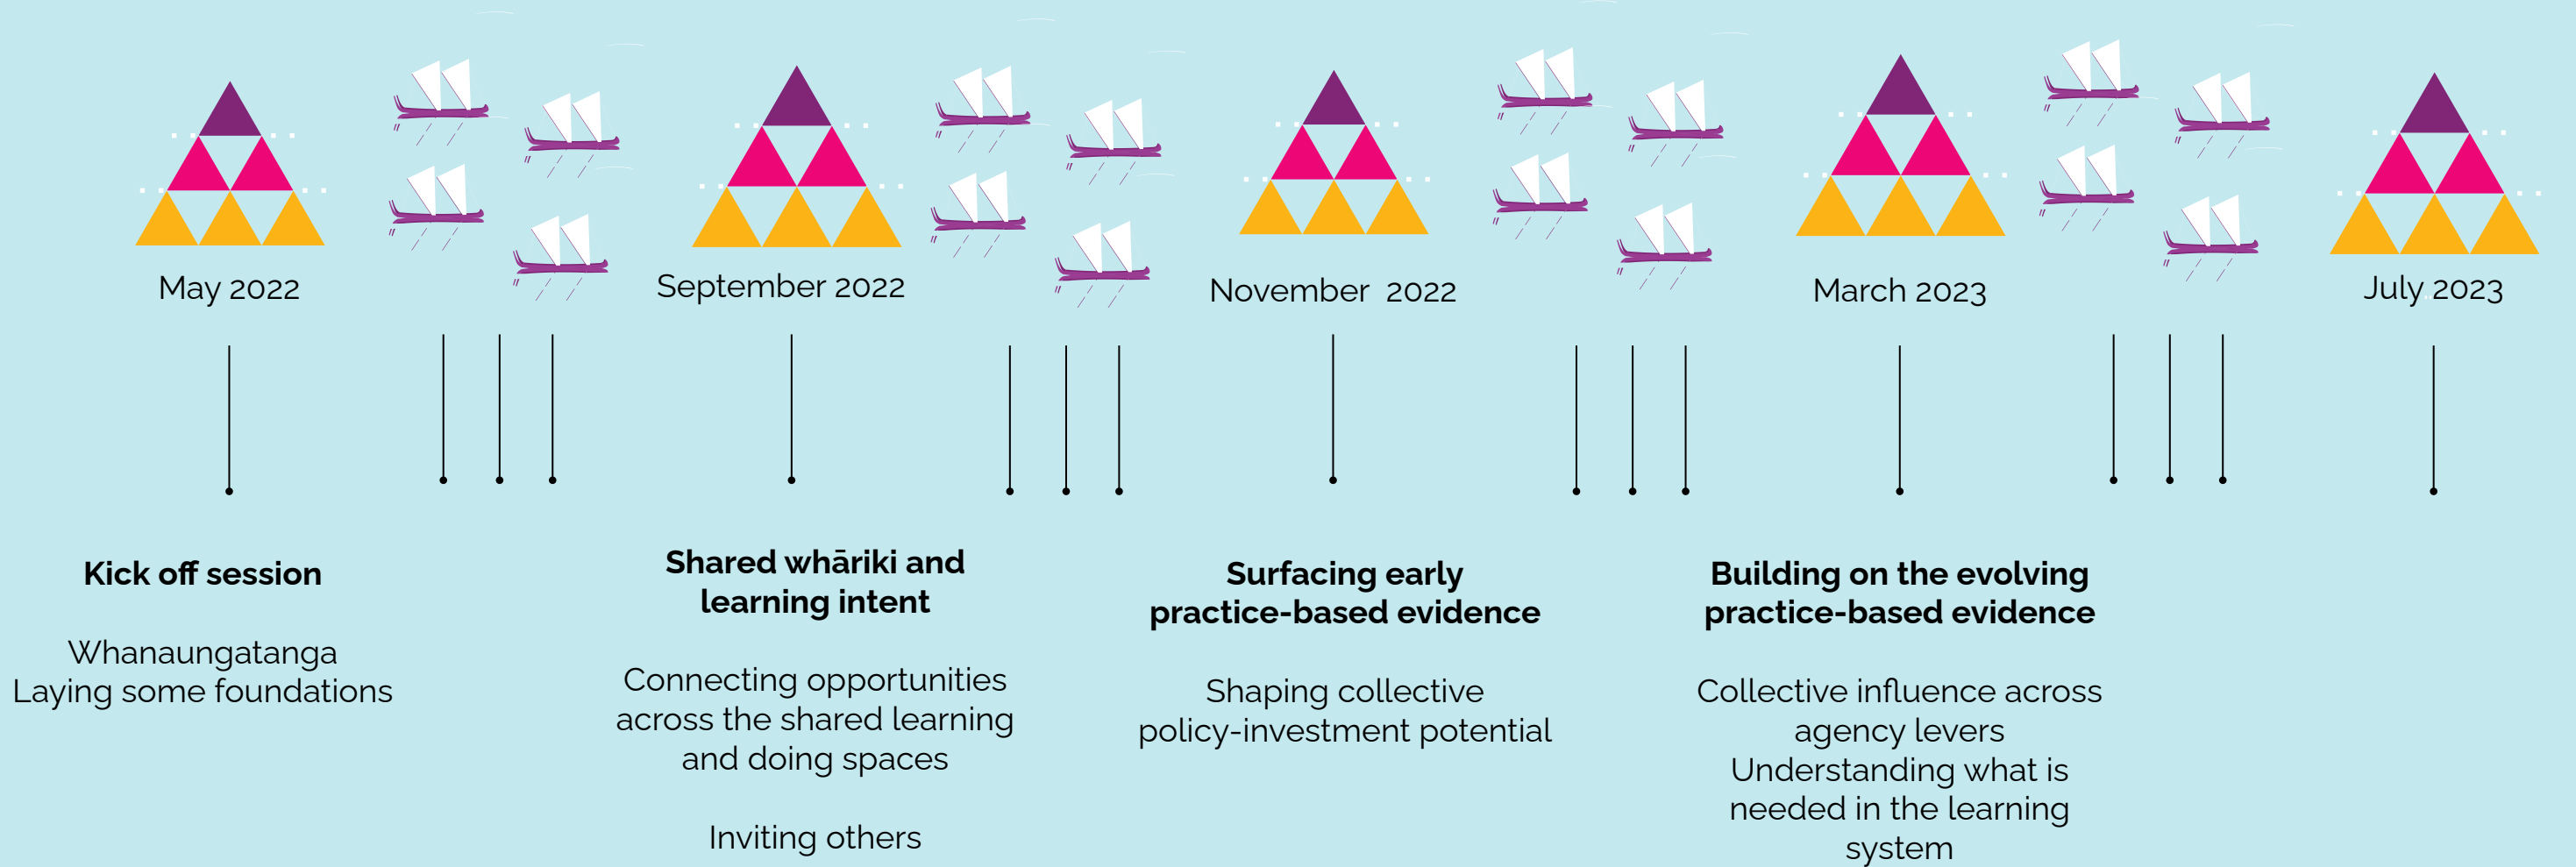 May 2022
September 2022
November 2022
March 2023
July 2023
Kick off session
Whanaungatanga
Laying some foundations
Shared whāriki and
learning intent
Connecting opportunities
across the shared learning
and doing spaces
Inviting others
Surfacing early
practice-based evidence
Shaping collective
policy-investment potential
Building on the evolving
practice-based evidence
Collective influence across
agency levers
Understanding what is
needed in the learning
system